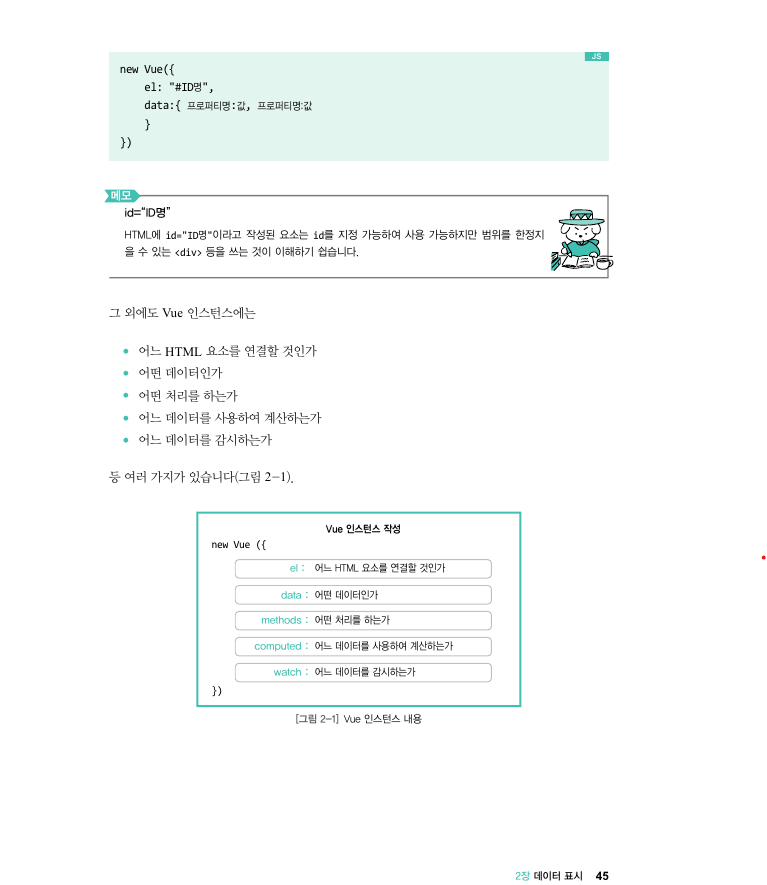 JS
new Vue({
    el: "#ID명",
    data:{ 프로퍼티명:값, 프로퍼티명:값
    }
})
메모
id=“ID명”
HTML에 id="ID명"이라고 작성된 요소는 id를 지정 가능하여 사용 가능하지만 범위를 한정지
을 수 있는 <div> 등을 쓰는 것이 이해하기 쉽습니다.
그 외에도 Vue 인스턴스에는
• 어느 HTML 요소를 연결할 것인가
• 어떤 데이터인가
• 어떤 처리를 하는가
• 어느 데이터를 사용하여 계산하는가
• 어느 데이터를 감시하는가
등 여러 가지가 있습니다(그림 2-1).
Vue 인스턴스 작성
new Vue ({
el : 어느 HTML 요소를 연결할 것인가
data : 어떤 데이터인가
methods : 어떤 처리를 하는가
computed : 어느 데이터를 사용하여 계산하는가
watch : 어느 데이터를 감시하는가
})
[그림 2-1] Vue 인스턴스 내용
2장 데이터 표시 45